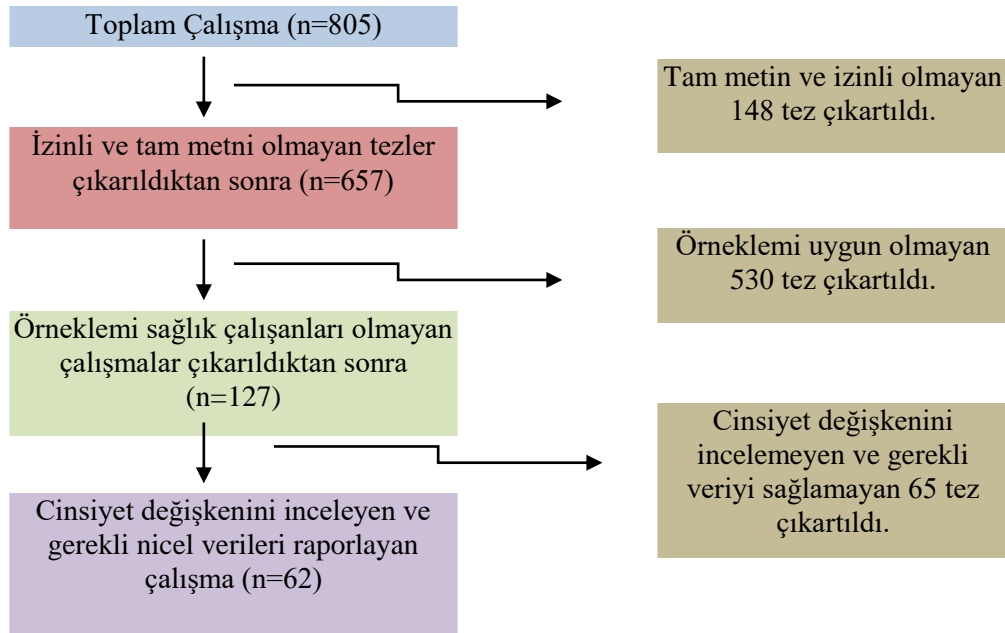 Toplam Çalışma (n=805)
Tam metin ve izinli olmayan
148 tez çıkartıldı.
İzinli ve tam metni olmayan tezler
çıkarıldıktan sonra (n=657)
Örneklemi uygun olmayan
530 tez çıkartıldı.
Örneklemi sağlık çalışanları olmayan
çalışmalar çıkarıldıktan sonra
(n=127)
Cinsiyet değişkenini
incelemeyen ve gerekli
veriyi sağlamayan 65 tez
çıkartıldı.
Cinsiyet değişkenini inceleyen ve
gerekli nicel verileri raporlayan
çalışma (n=62)